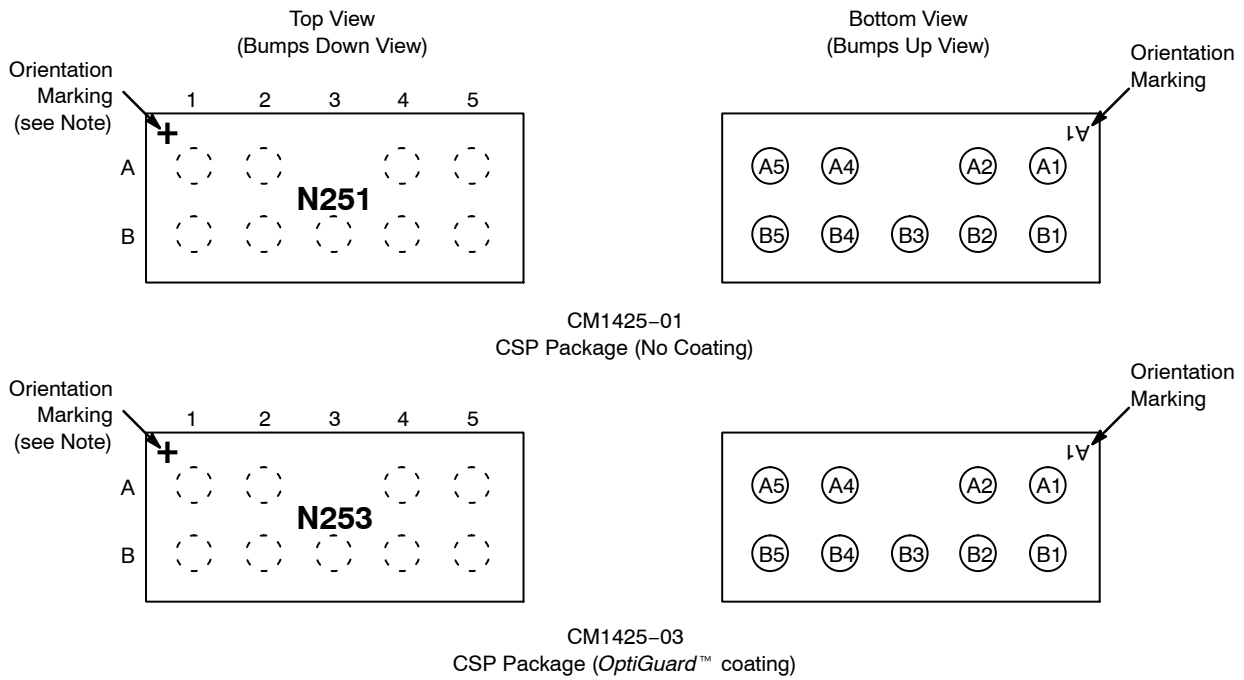 Top View
(Bumps Down View)
Bottom View
(Bumps Up View)
Orientation
Marking
(see Note)
Orientation
Marking
1 2 3 4 5
+
A1
A
A5 A4 A2 A1
N251
B
B5 B4 B3 B2 B1
CM1425−01
CSP Package (No Coating)
Orientation
Marking
(see Note)
Orientation
Marking
1 2 3 4 5
+
A1
A
A5 A4 A2 A1
N253
B
B5 B4 B3 B2 B1
CM1425−03
CSP Package (OptiGuard™ coating)